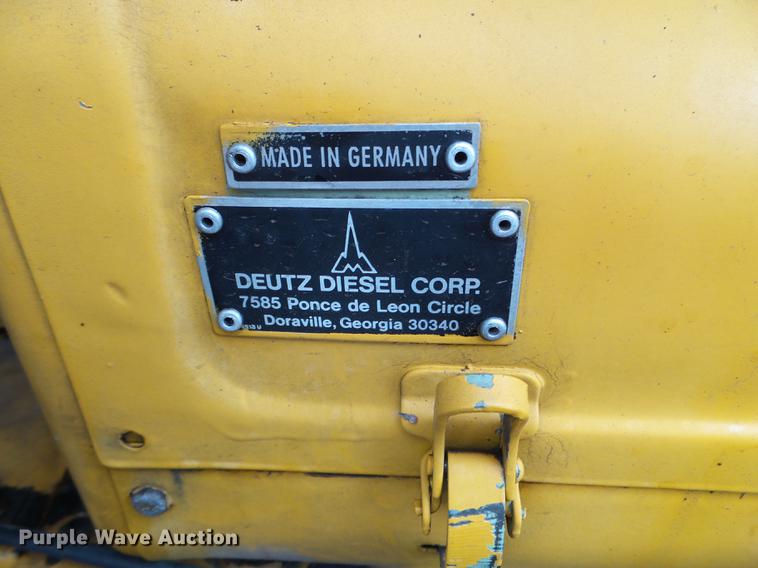 MADE IN GERMANY
DEUTZ DIESEL CORP.
7585 Ponce de Leon Circle
Doraville, Georgia 30340
Purple Wave Auction